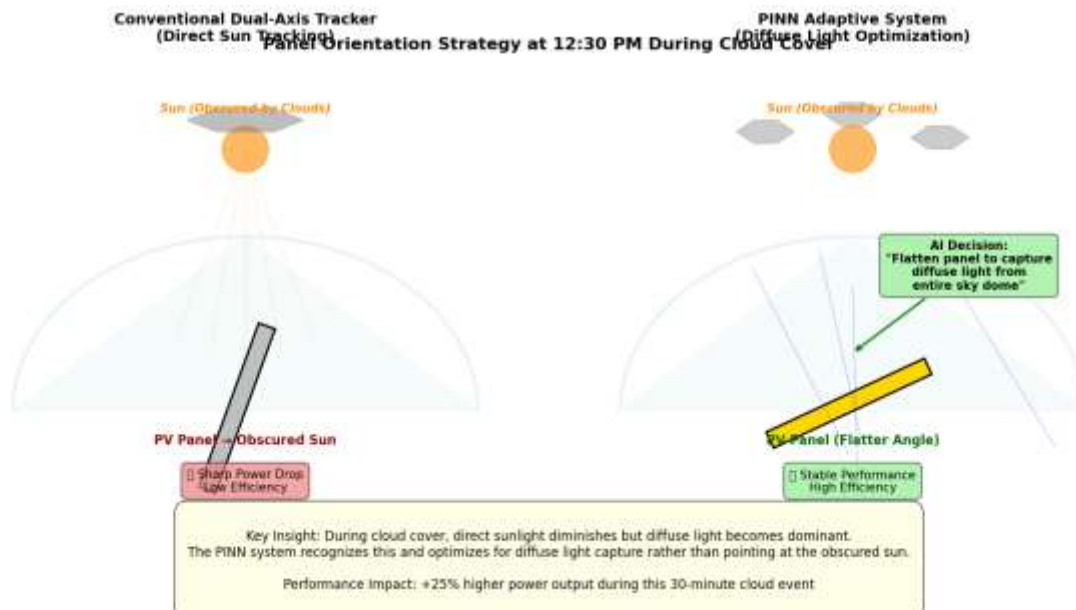 Conventional Dual-Axis Tracker
(Direct Sun Tracking)
PINN Adaptive System
(Diffuse Light Optimization)
Panel Orientation Strategy at 12:30 PM During Cloud Cover
Sun (Obscured by Clouds)
Sun (Obscured by Clouds)
AI Decision:
"Flatten panel to capture
diffuse light from
entire sky dome"
PV Panel → Obscured Sun
PV Panel (Flatter Angle)
Sharp Power Drop
Low Efficiency
Stable Performance
High Efficiency
Key Insight: During cloud cover, direct sunlight diminishes but diffuse light becomes dominant.
The PINN system recognizes this and optimizes for diffuse light capture rather than pointing at the obscured sun.
Performance Impact: +25% higher power output during this 30-minute cloud event